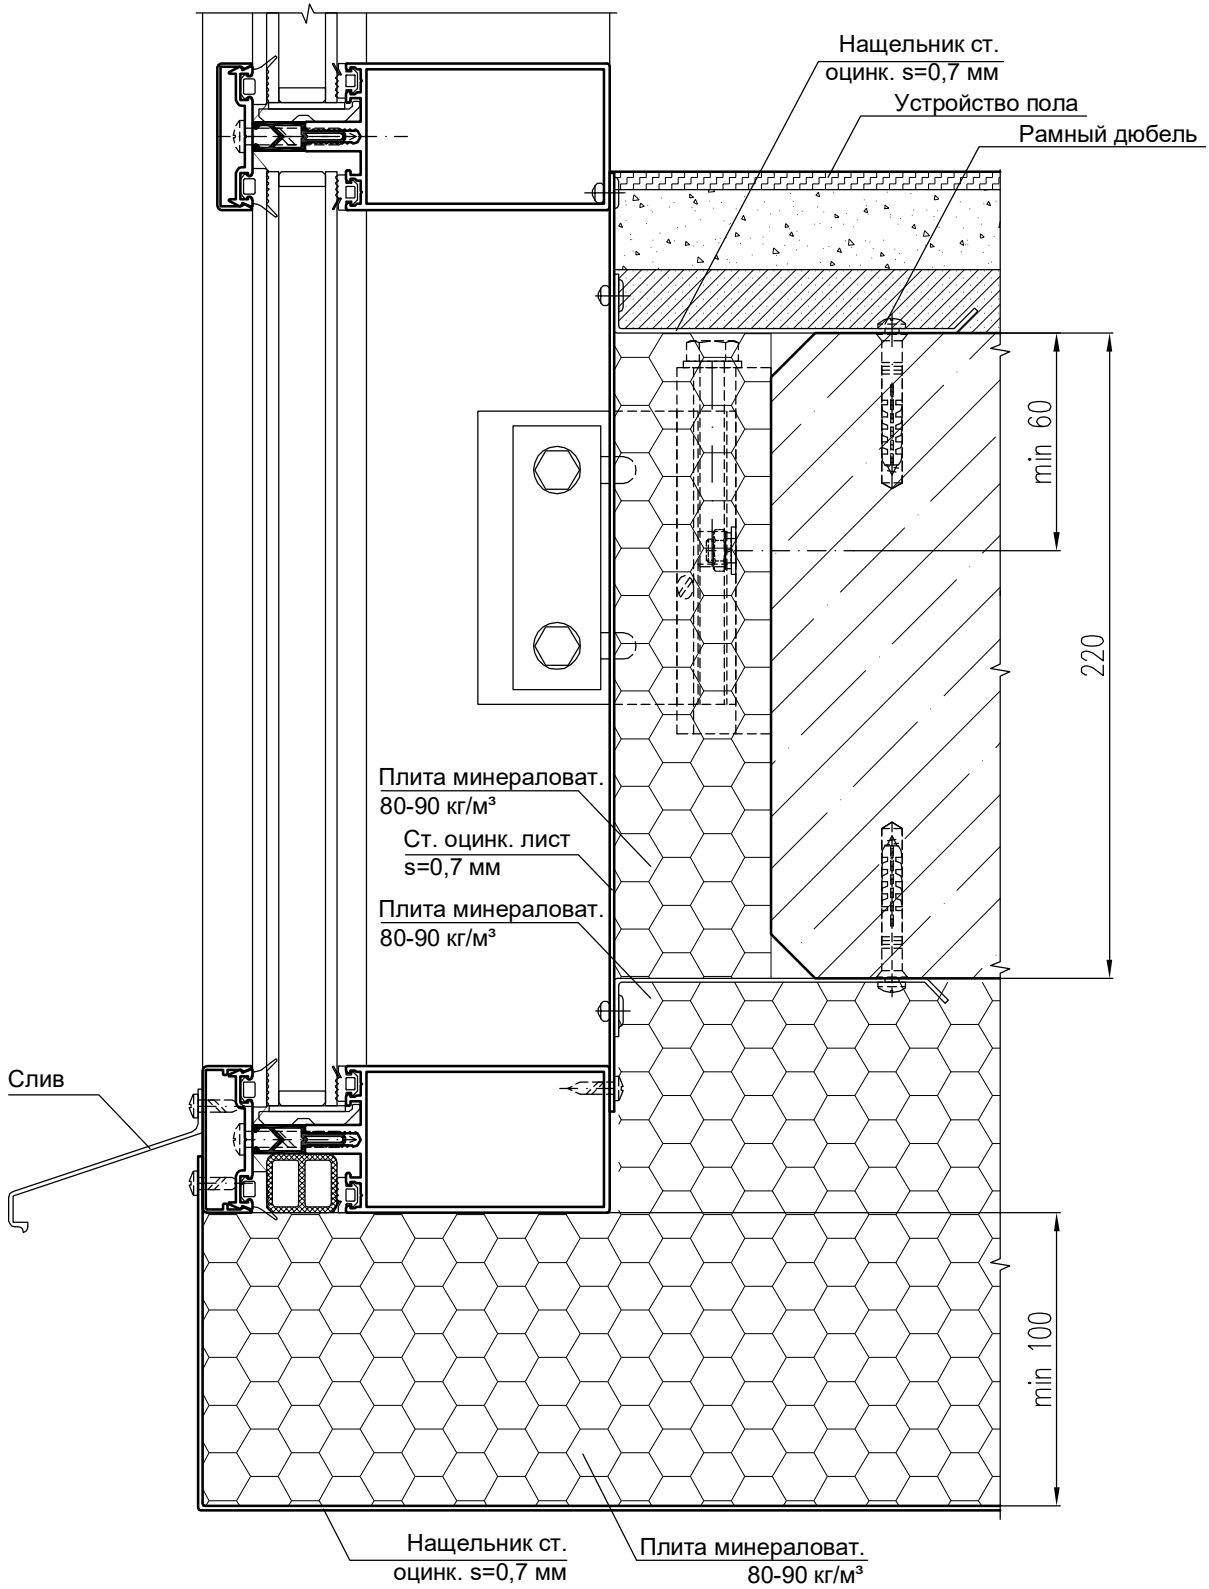 Нащельник ст.
оцинк. s=0,7 мм
Устройство пола
Рамный дюбель
min 60
220
Плита минераловат.
80-90 кг/м³
Ст. оцинк. лист
s=0,7 мм
Плита минераловат.
80-90 кг/м³
Слив
min 100
Нащельник ст.
оцинк. s=0,7 мм
Плита минераловат.
80-90 кг/м³